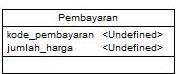 Pembayaran
kode_pembayaran <Undefined>
jumlah_harga <Undefined>